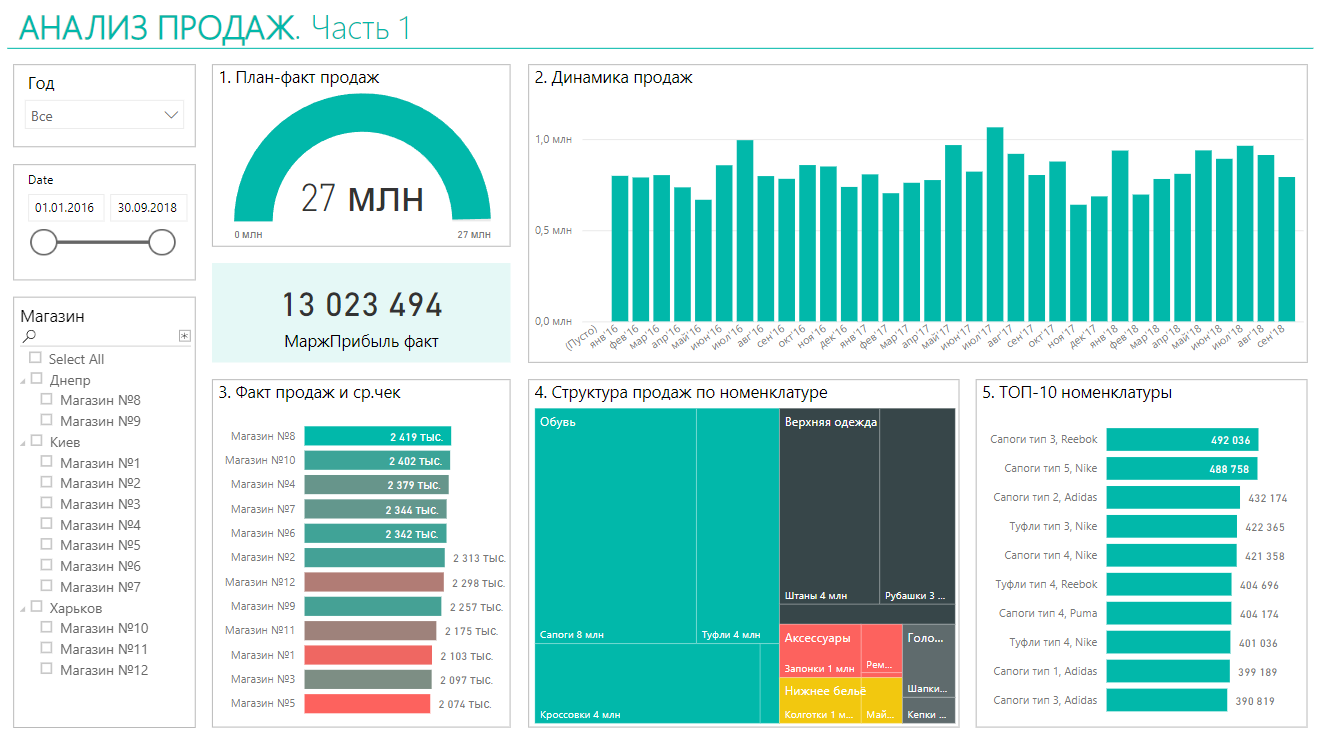 АНАЛИЗ ПРОДАЖ. Часть 1
Год
Все
Date
01.01.2016
30.09.2018
Магазин
Select All
Днепр
Магазин №8
Магазин №9
Киев
Магазин №1
Магазин №2
Магазин №3
Магазин №4
Магазин №5
Магазин №6
Магазин №7
Харьков
Магазин №10
Магазин №11
Магазин №12
1. План-факт продаж
27 млн
0 млн
27 млн
13 023 494
МаржПрибыль факт
2. Динамика продаж
1,0 млн
0,5 млн
0,0 млн
(Пусто)
янв'16
фев'16
мар'16
апр'16
май'16
июн'16
июл'16
авг'16
сен'16
окт'16
ноя'16
дек'16
янв'17
фев'17
мар'17
апр'17
май'17
июн'17
июл'17
авг'17
сен'17
окт'17
ноя'17
дек'17
янв'18
фев'18
мар'18
апр'18
май'18
июн'18
июл'18
авг'18
сен'18
3. Факт продаж и ср.чек
Магазин №8 2 419 тыс.
Магазин №10 2 402 тыс.
Магазин №4 2 379 тыс.
Магазин №7 2 344 тыс.
Магазин №6 2 342 тыс.
Магазин №2 2 313 тыс.
Магазин №12 2 298 тыс.
Магазин №9 2 257 тыс.
Магазин №11 2 175 тыс.
Магазин №1 2 103 тыс.
Магазин №3 2 097 тыс.
Магазин №5 2 074 тыс.
4. Структура продаж по номенклатуре
Обувь
Сапоги 8 млн
Туфли 4 млн
Кроссовки 4 млн
Верхняя одежда
Штаны 4 млн
Рубашки 3 ...
Аксессуары
Запонки 1 млн
Рем...
Голо...
Шапки...
Кепки ...
Нижнее бельё
Колготки 1 м...
Май...
5. ТОП-10 номенклатуры
Сапоги тип 3, Reebok 492 036
Сапоги тип 5, Nike 488 758
Сапоги тип 2, Adidas 432 174
Туфли тип 3, Nike 422 365
Сапоги тип 4, Nike 421 358
Туфли тип 4, Reebok 404 696
Сапоги тип 4, Puma 404 174
Туфли тип 4, Nike 401 036
Сапоги тип 1, Adidas 399 189
Сапоги тип 3, Adidas 390 819